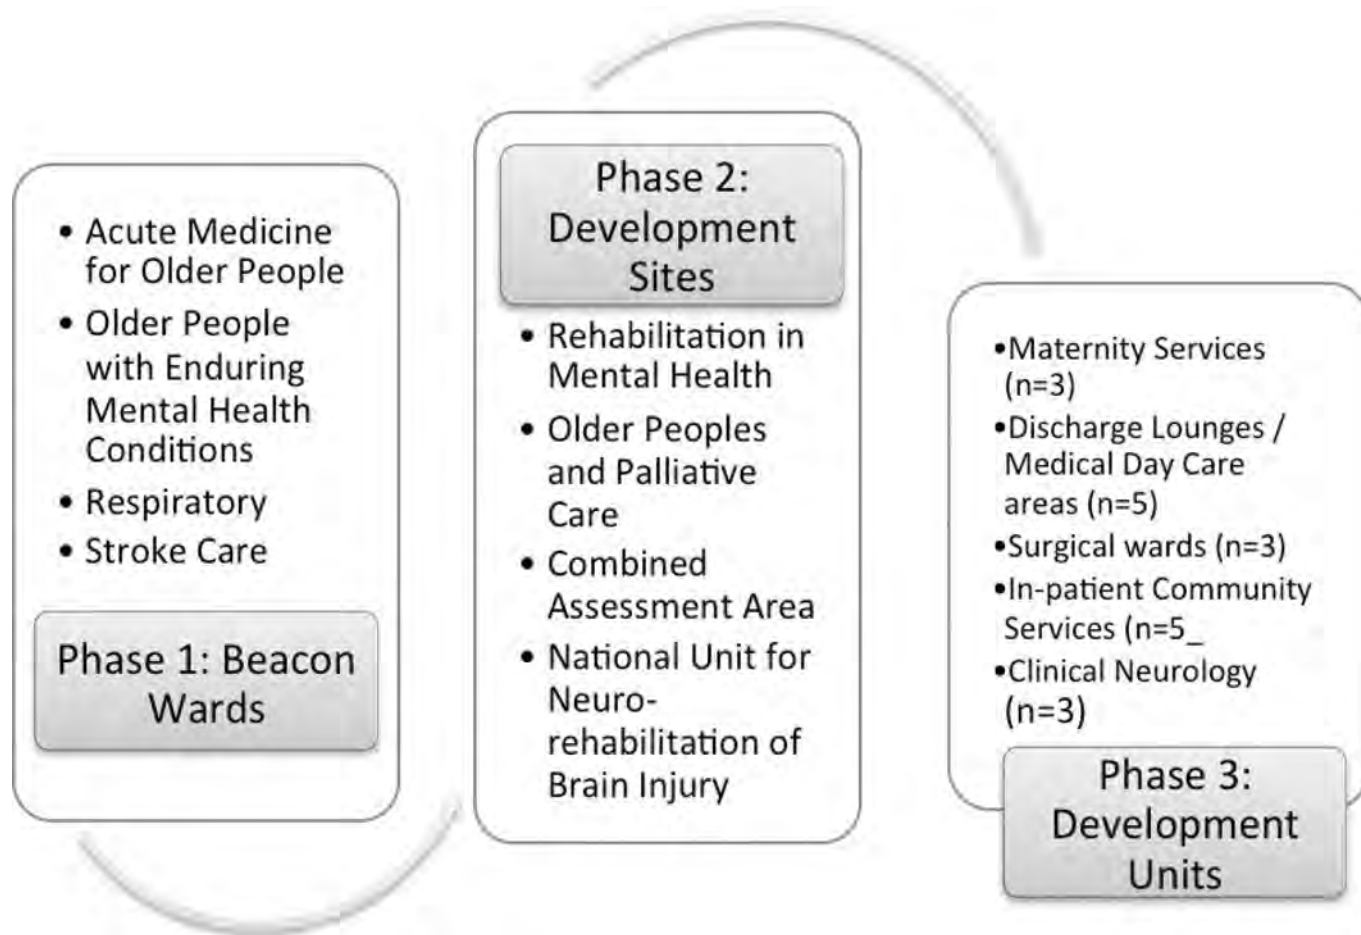 • Acute Medicine
for Older People
• Older People
with Enduring
Mental Health
Conditions
• Respiratory
• Stroke Care
Phase 1: Beacon
Wards
Phase 2:
Development
Sites
• Rehabilitation in
Mental Health
• Older Peoples
and Palliative
Care
• Combined
Assessment Area
• National Unit for
Neuro-
rehabilitation of
Brain Injury
•Maternity Services
(n=3)
•Discharge Lounges /
Medical Day Care
areas (n=5)
•Surgical wards (n=3)
•In-patient Community
Services (n=5_
•Clinical Neurology
(n=3)
Phase 3:
Development
Units